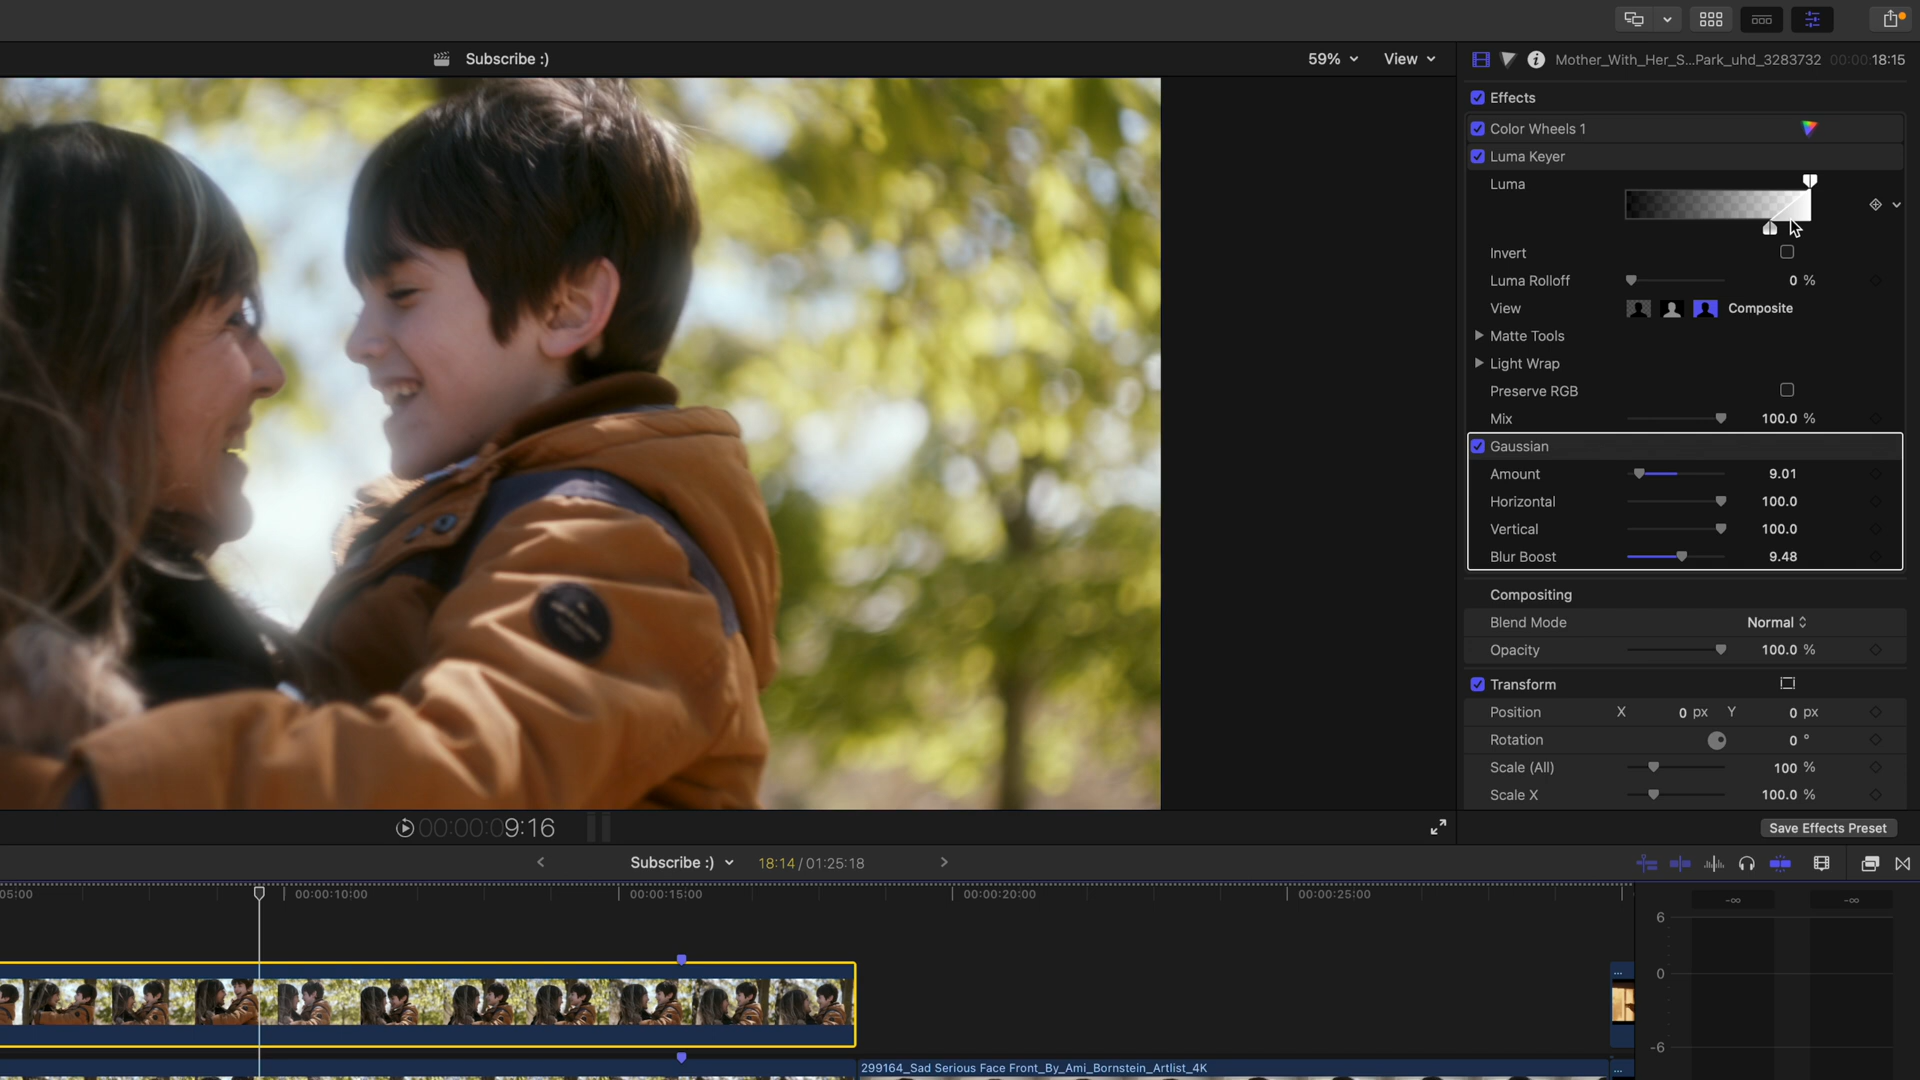 Subscribe :)
59%
View
Mother_With_Her_S...Park_uhd_3283732
00:00:18:15
Effects
Color Wheels 1
Luma Keyer
Luma
Invert
Luma Rolloff
0 %
View
Composite
Matte Tools
Light Wrap
Preserve RGB
Mix
100.0 %
Gaussian
Amount
9.01
Horizontal
100.0
Vertical
100.0
Blur Boost
9.48
Compositing
Blend Mode
Normal
Opacity
100.0 %
Transform
Position
X
0 px
Y
0 px
Rotation
0 °
Scale (All)
100 %
Scale X
100.0 %
00:00:09:16
Save Effects Preset
Subscribe :)
18:14 / 01:25:18
05:00
00:00:10:00
00:00:15:00
00:00:20:00
00:00:25:00
-∞
-∞
6
0
-6
...
299164_Sad Serious Face Front_By_Ami_Bornstein_Artlist_4K
...